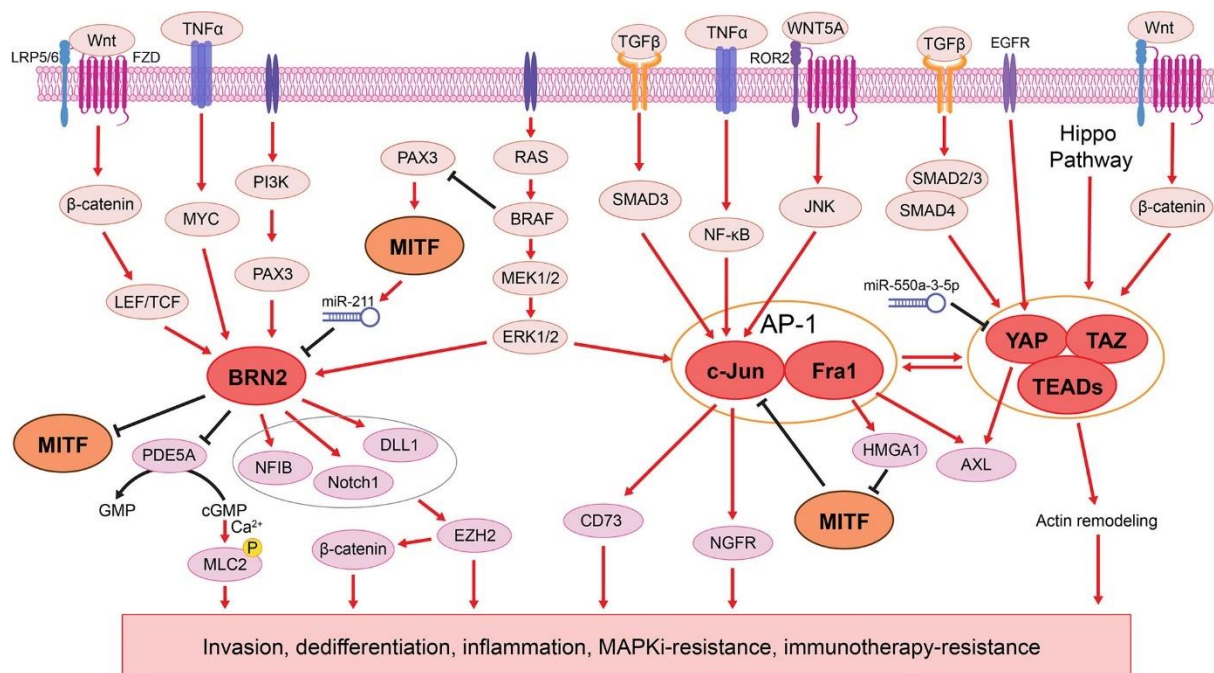 LRP5/6
Wnt
FZD
TNFα
TGFβ
TNFα
WNT5A
ROR2
TGFβ
EGFR
Wnt
Hippo
Pathway
β-catenin
MYC
PI3K
PAX3
RAS
SMAD3
NF-κB
JNK
SMAD2/3
SMAD4
β-catenin
BRAF
MITF
PAX3
MEK1/2
miR-211
LEF/TCF
ERK1/2
miR-550a-3-5p
AP-1
YAP
TAZ
TEADs
BRN2
c-Jun
Fra1
MITF
PDE5A
NFIB
Notch1
DLL1
HMGA1
AXL
GMP
cGMP
Ca²⁺
P
MLC2
β-catenin
EZH2
CD73
NGFR
MITF
Actin remodeling
Invasion, dedifferentiation, inflammation, MAPKi-resistance, immunotherapy-resistance